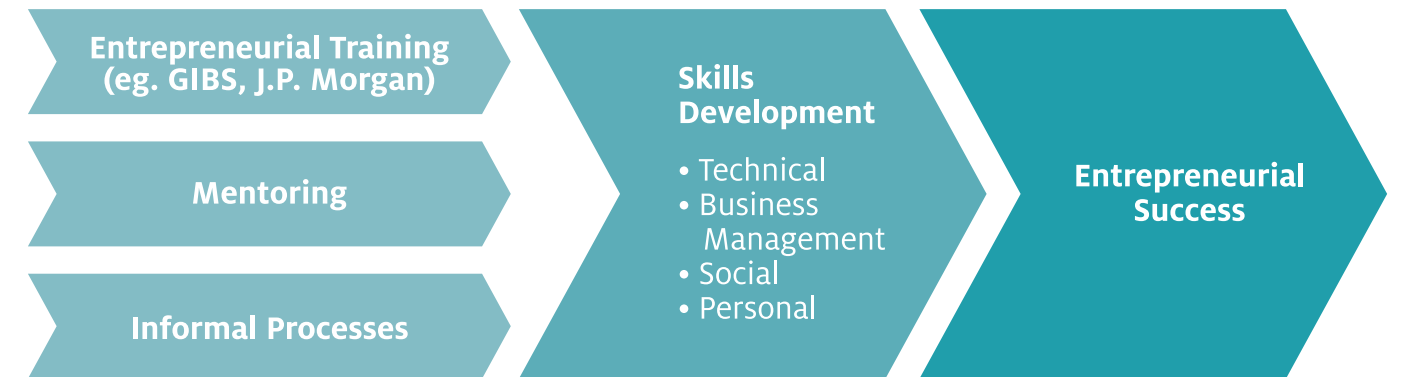 Entrepreneurial Training
(eg. GIBS, J.P. Morgan)
Mentoring
Informal Processes
Skills
Development
• Technical
• Business
Management
• Social
• Personal
Entrepreneurial
Success